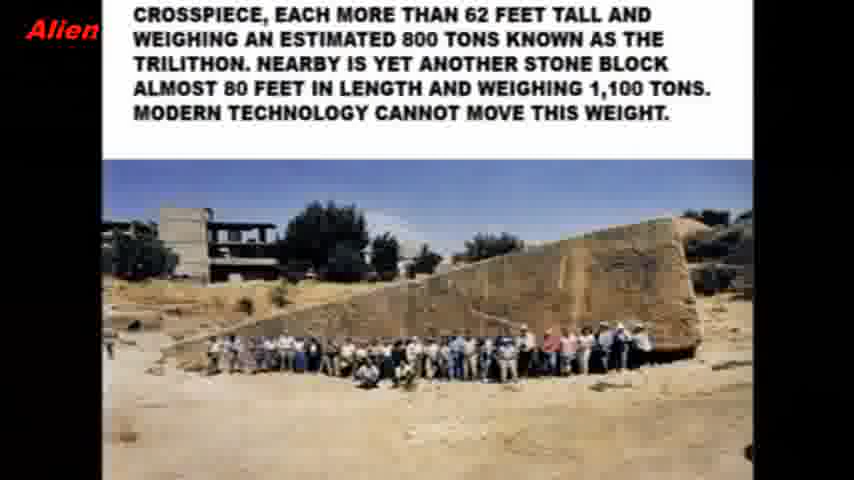 Alien
CROSSPIECE, EACH MORE THAN 62 FEET TALL AND
WEIGHING AN ESTIMATED 800 TONS KNOWN AS THE
TRILITHON. NEARBY IS YET ANOTHER STONE BLOCK
ALMOST 80 FEET IN LENGTH AND WEIGHING 1,100 TONS.
MODERN TECHNOLOGY CANNOT MOVE THIS WEIGHT.